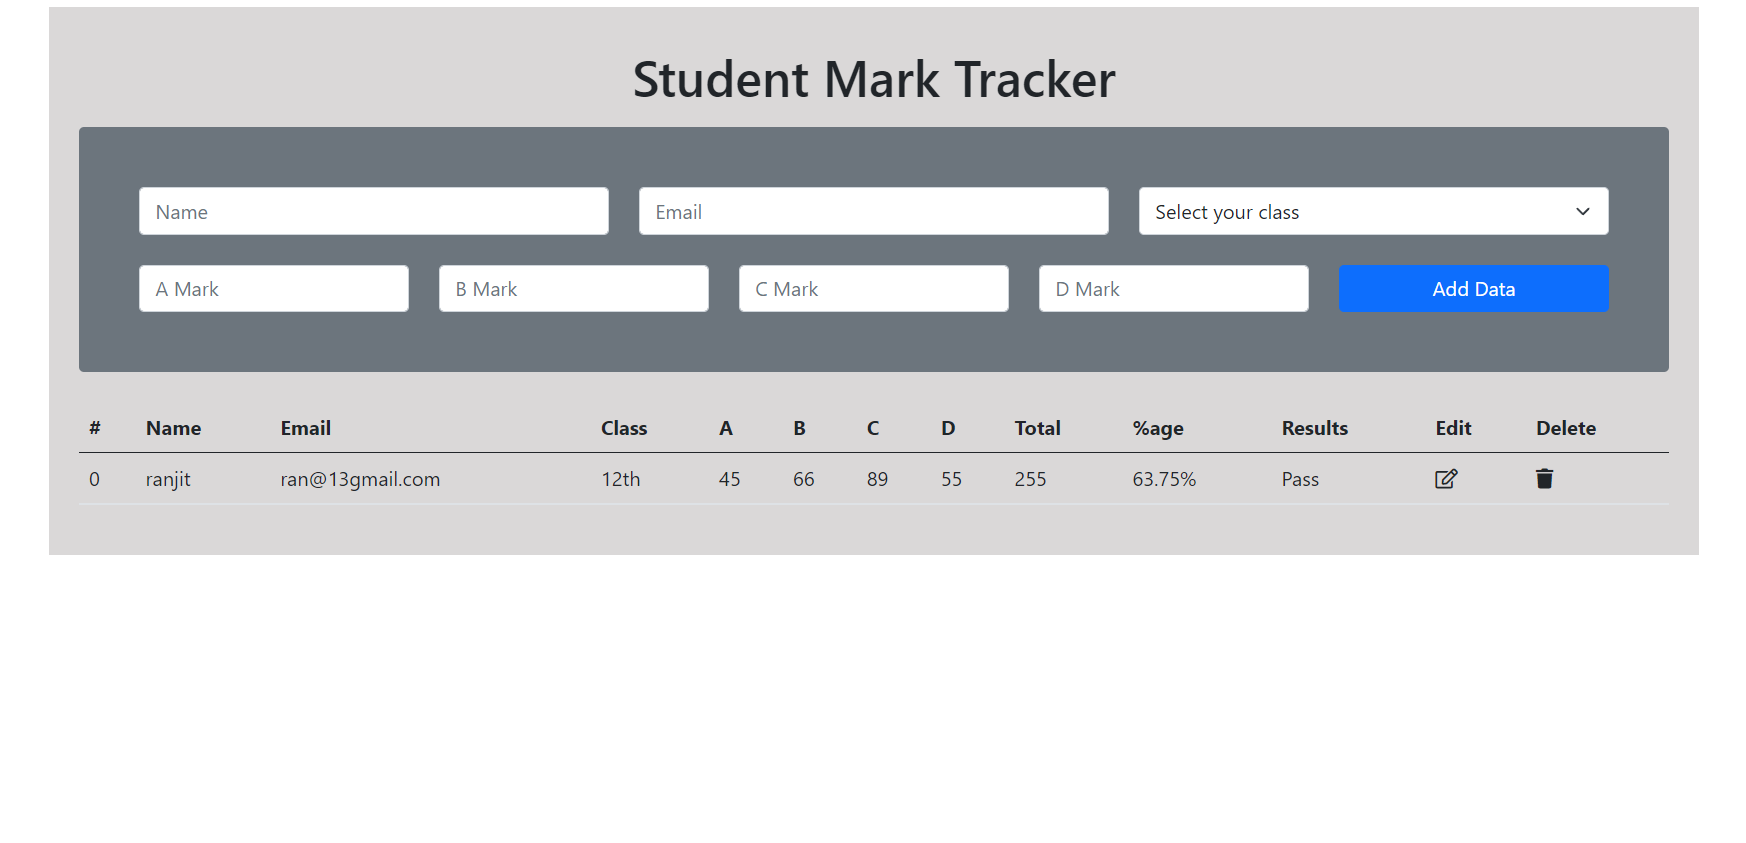 Student Mark Tracker
Name Email Select your class
A Mark B Mark C Mark D Mark Add Data
# Name Email Class A B C D Total %age Results Edit Delete
0 ranjit ran@13gmail.com 12th 45 66 89 55 255 63.75% Pass